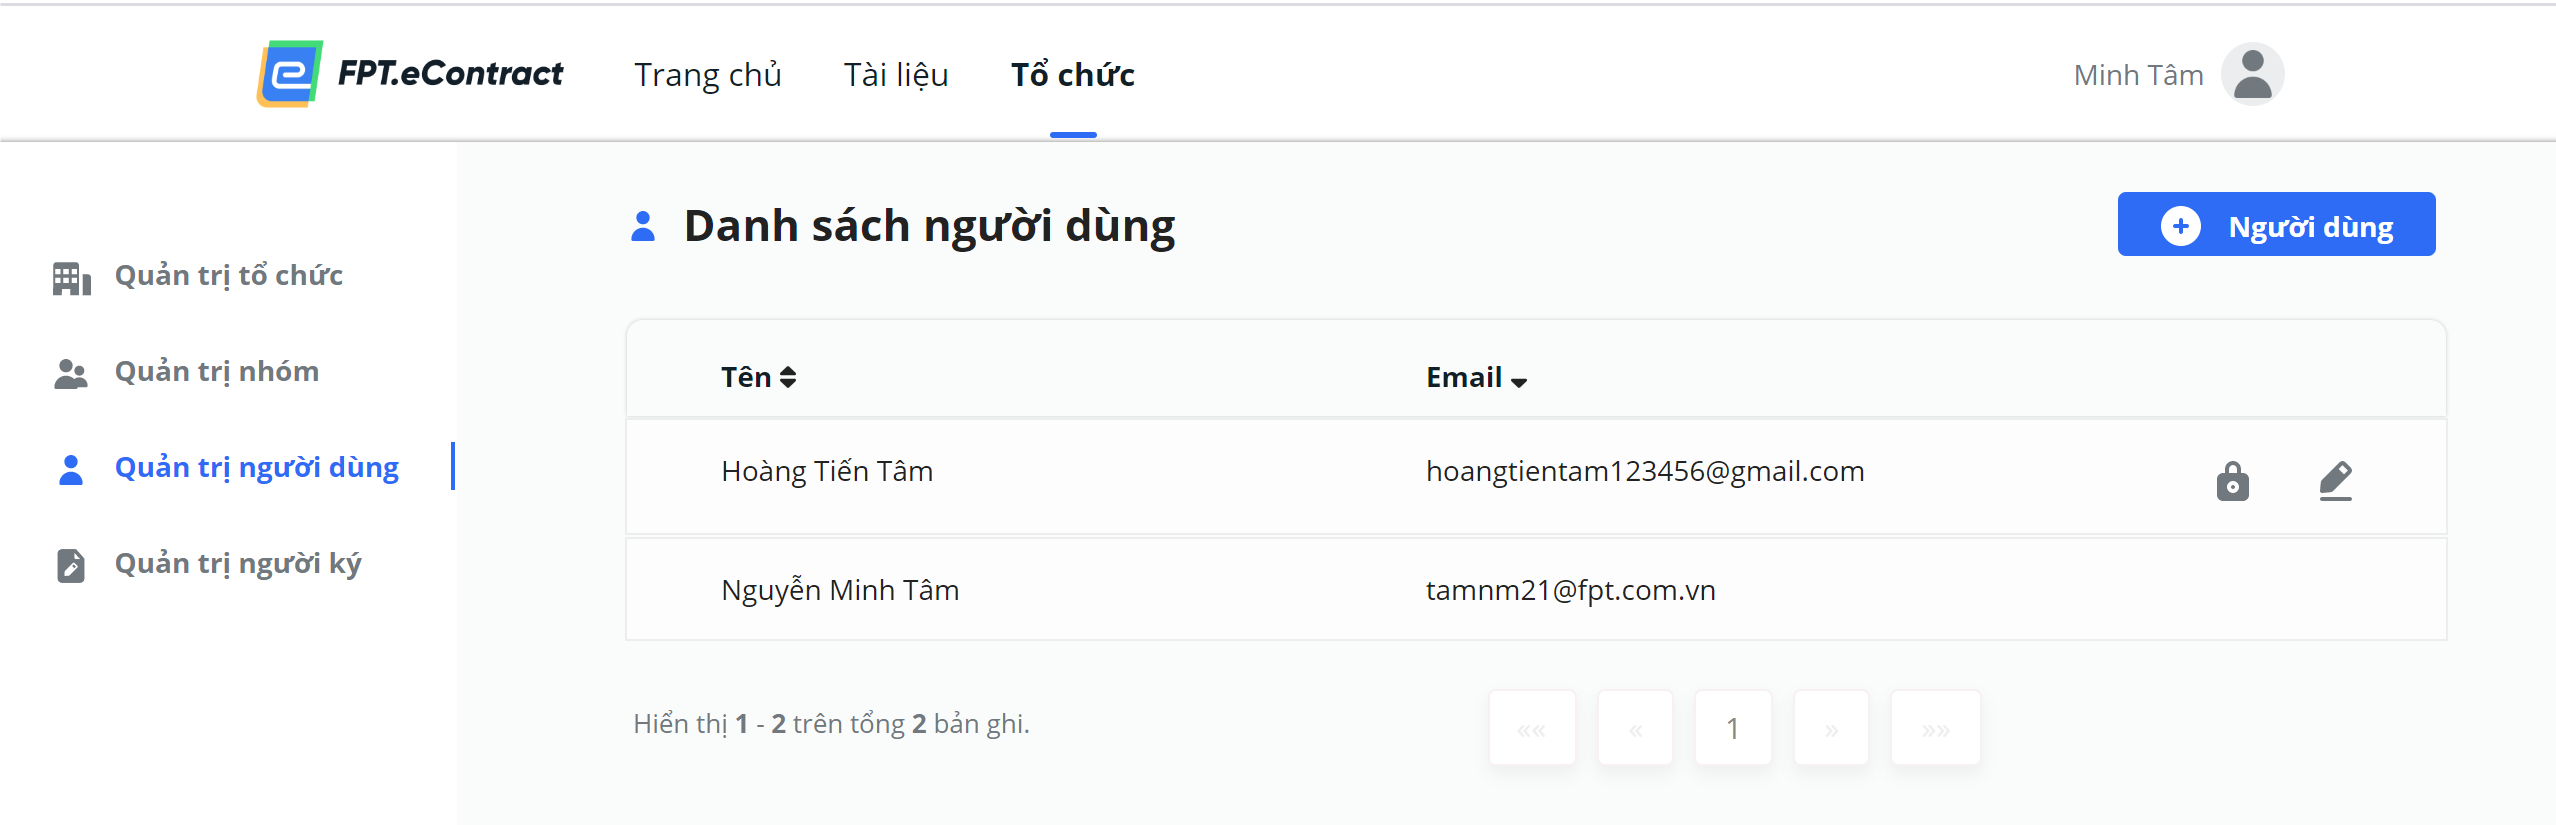 FPT.eContract Trang chủ Tài liệu Tổ chức Minh Tâm
Quản trị tổ chức
Quản trị nhóm
Quản trị người dùng
Quản trị người ký
Danh sách người dùng
Người dùng
Tên Email
Hoàng Tiến Tâm hoangtientam123456@gmail.com
Nguyễn Minh Tâm tamnm21@fpt.com.vn
Hiển thị 1 - 2 trên tổng 2 bản ghi.
«« « 1 » »»